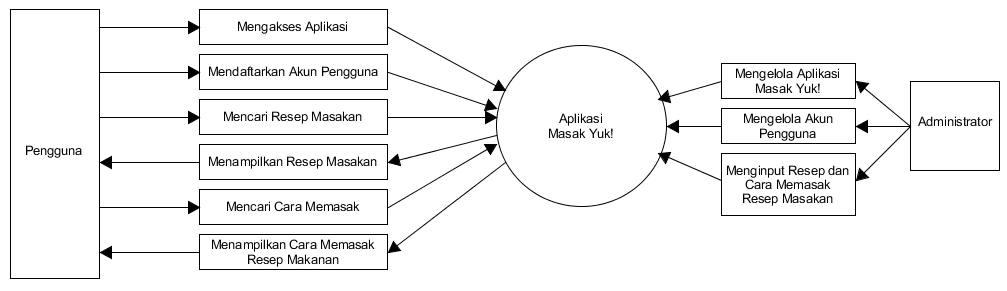 Pengguna
Mengakses Aplikasi
Mendaftarkan Akun Pengguna
Mencari Resep Masakan
Menampilkan Resep Masakan
Mencari Cara Memasak
Menampilkan Cara Memasak
Resep Makanan
Aplikasi
Masak Yuk!
Mengelola Aplikasi
Masak Yuk!
Mengelola Akun
Pengguna
Menginput Resep dan
Cara Memasak
Resep Masakan
Administrator